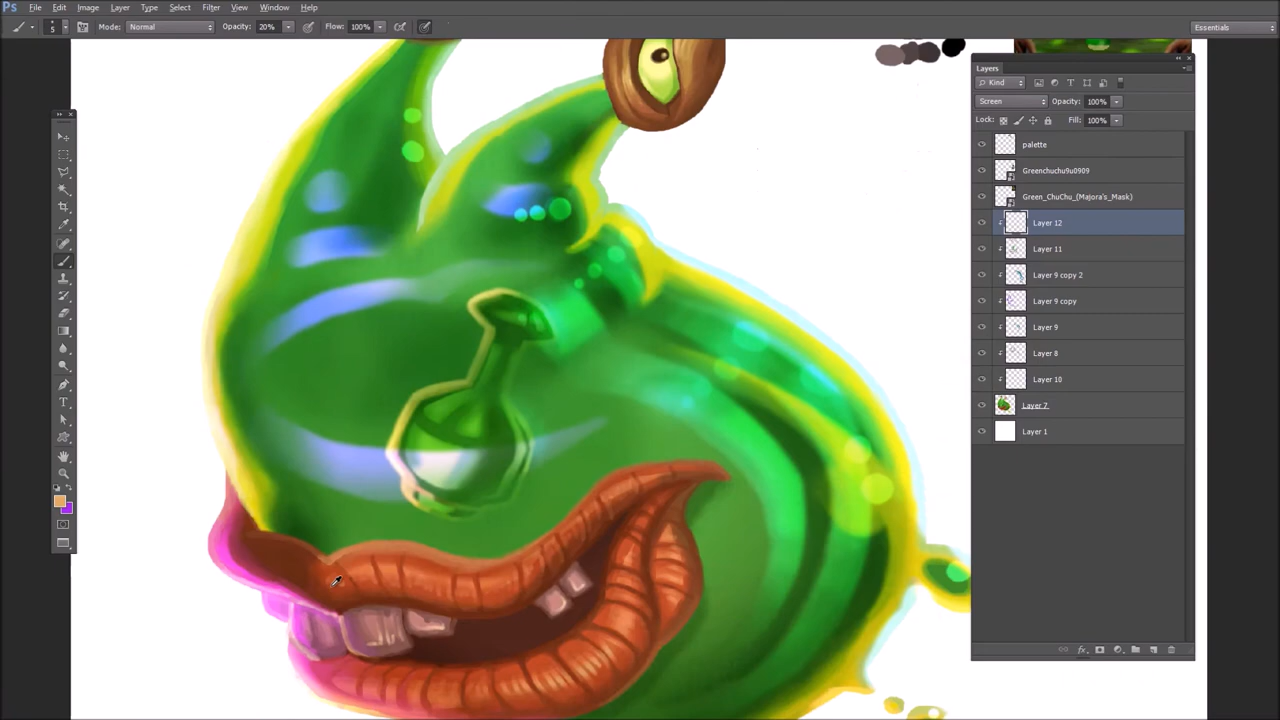 Ps File Edit Image Layer Type Select Filter View Window Help
5 Mode: Normal Opacity: 20% Flow: 100% Essentials
Layers
Kind
Screen Opacity: 100%
Lock: Fill: 100%
palette
Greenchuchu9u0909
Green_ChuChu_(Majora's_Mask)
Layer 12
Layer 11
Layer 9 copy 2
Layer 9 copy
Layer 9
Layer 8
Layer 10
Layer 7
Layer 1